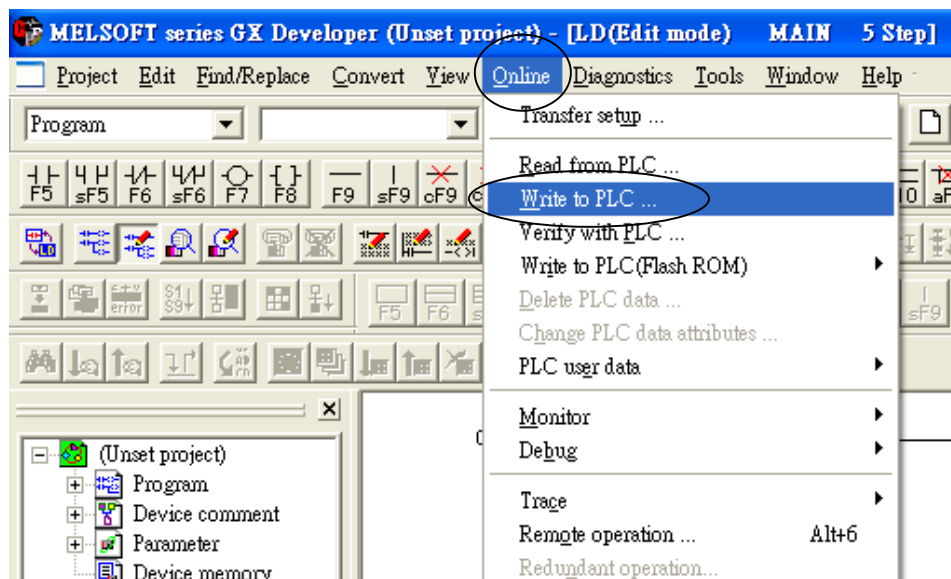 MELSOFT series GX Developer (Unset project) - [LD(Edit mode) MAIN 5 Step]
Project Edit Find/Replace Convert View Online Diagnostics Tools Window Help
Program
Transfer setup ...
Read from PLC ...
Write to PLC ...
Verify with PLC ...
Write to PLC(Flash ROM)
Delete PLC data ...
Change PLC data attributes ...
PLC user data
Monitor
Debug
Trace
Remote operation ... Alt+6
Redundant operation...
F5 sF5 F6 sF6 F7 F8 F9 sF9 cF9
LD
error
F5 F6 sF9
(Unset project)
Program
Device comment
Parameter
Device memory